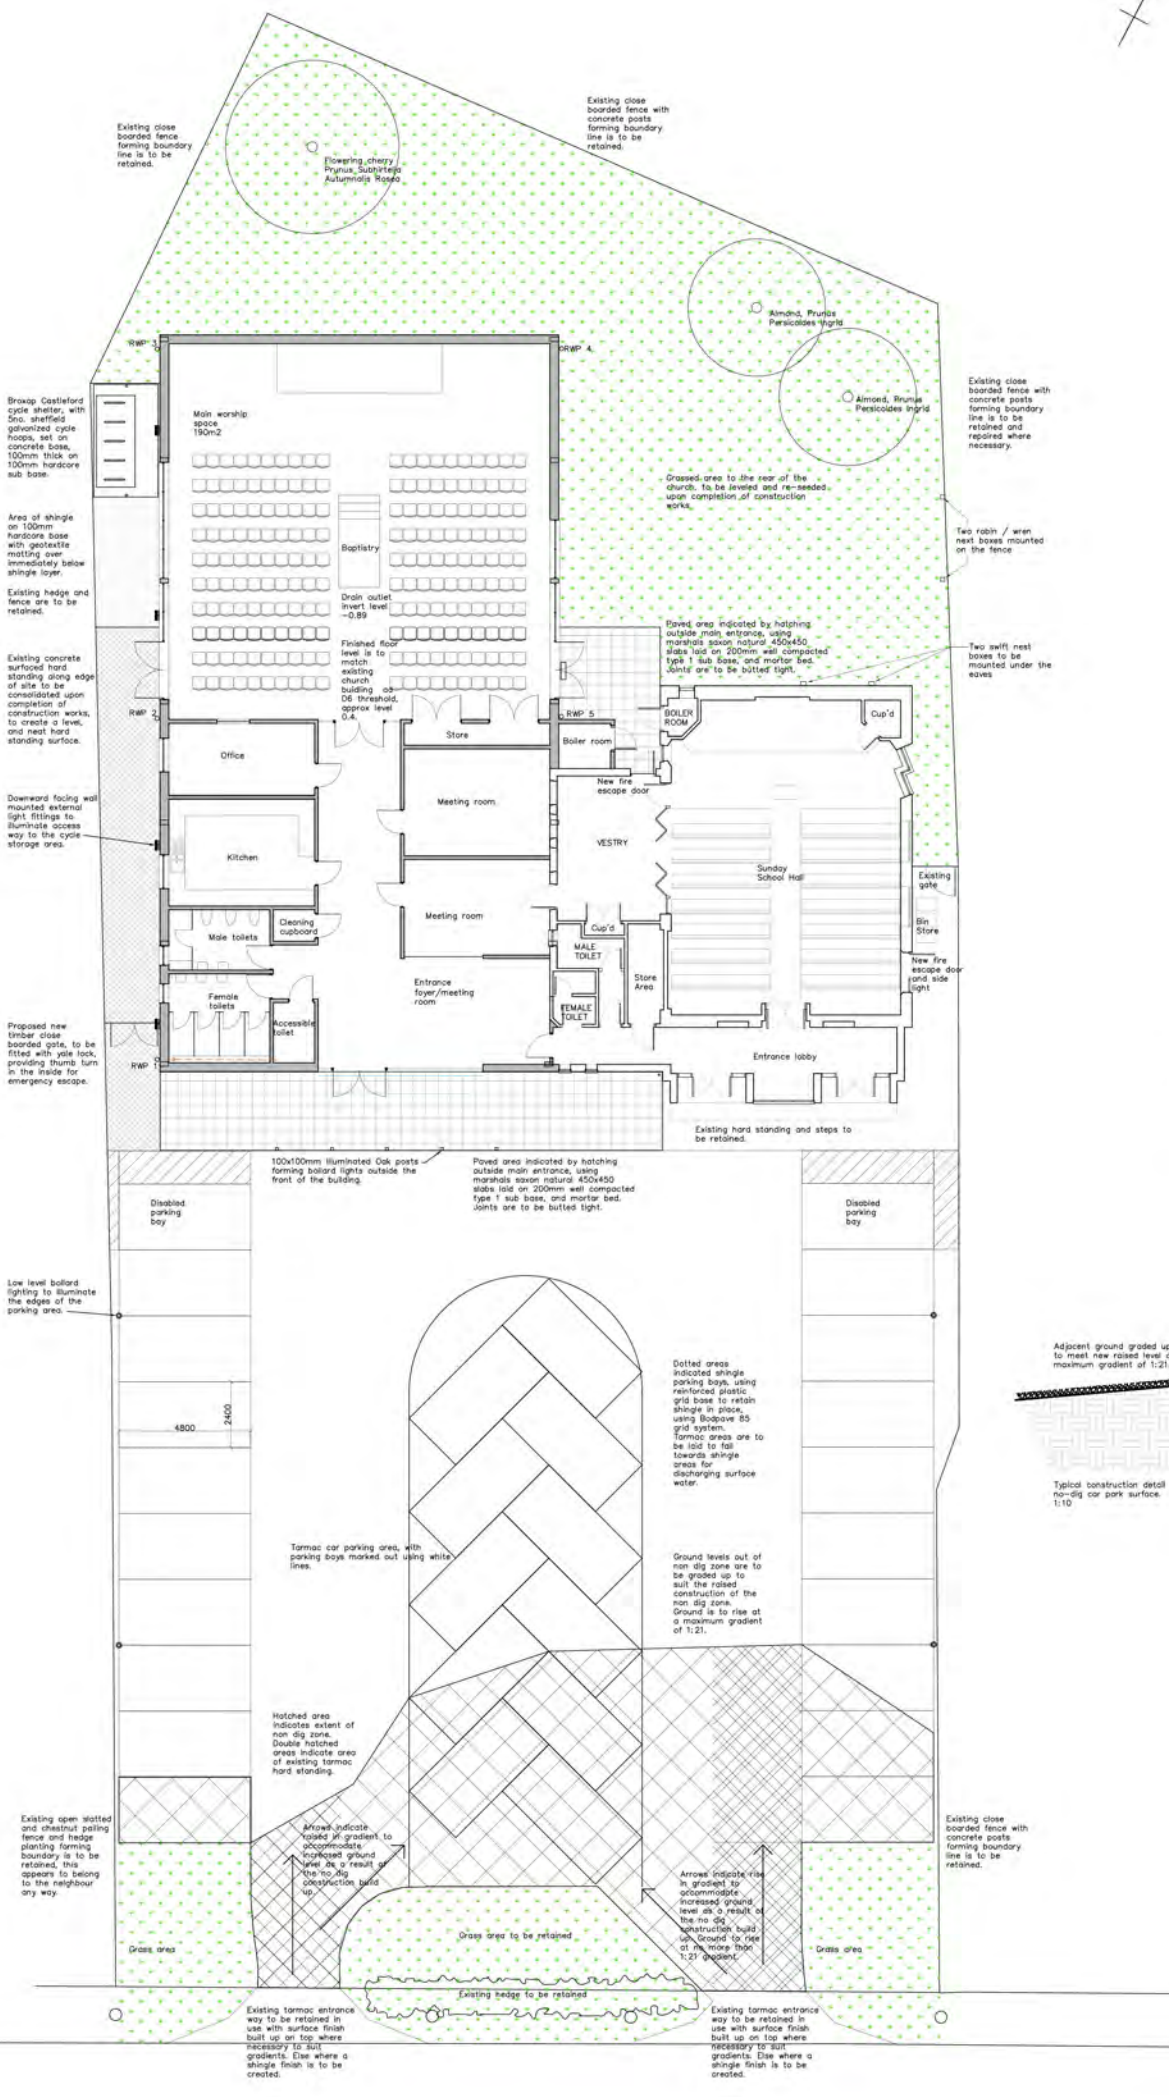 Existing close
boarded fence
forming boundary
line is to be
retained.
Existing close
boarded fence with
concrete posts
forming boundary
line is to be
retained.
Flowering cherry
Prunus Subhirtella
Autumnalis Rosea
Almond, Prunus
Persicoides Ingrid
Almond, Prunus
Persicoides Ingrid
RWP 3
RWP 4.
Existing close
boarded fence with
concrete posts
forming boundary
line is to be
retained and
repaired where
necessary.
Broxap Castleford
cycle shelter, with
5no. sheffield
galvanized cycle
hoops, set on
concrete base,
100mm thick on
100mm hardcore
sub base.
Main worship
space
190m2
Grassed area to the rear of the
church, to be leveled and re-seeded
upon completion of construction
works.
Area of shingle
on 100mm
hardcore base
with geotextile
matting over
immediately below
shingle layer.
Existing hedge and
fence are to be
retained.
Baptistry
Two robin / wren
next boxes mounted
on the fence
Drain outlet
invert level
-0.89
Finished floor
level is to
match
existing
church
buidling
D6 threshold,
approx level
0.4.
Paved area indicated by hatching
outside main entrance, using
marshals saxon natural 450x450
slabs laid on 200mm well compacted
type 1 sub base, and mortar bed.
Joints are to be butted tight.
Two swift nest
boxes to be
mounted under the
eaves
Existing concrete
surfaced hard
standing along edge
of site to be
consolidated upon
completion of
construction works,
to create a level,
and neat hard
standing surface.
RWP 2
RWP 5
BOILER
ROOM
Cup'd
Office
Store
Boiler room
New fire
escape door
Downward facing wall
mounted external
light fittings to
illuminate access
way to the cycle
storage area.
Meeting room
Kitchen
VESTRY
Sunday
School Hall
Existing
gate
Meeting room
Cleaning
cupboard
Male toilets
Cup'd
Bin
Store
MALE
TOILET
Store
Area
New fire
escape door
and side
light
Entrance
foyer/meeting
room
Female
toilets
FEMALE
TOILET
Accessible
toilet
Proposed new
timber close
boarded gate, to be
fitted with yale lock,
providing thumb turn
in the inside for
emergency escape.
RWP 1
Entrance lobby
Existing hard standing and steps to
be retained.
100x100mm Illuminated Oak posts
forming bollard lights outside the
front of the building.
Paved area indicated by hatching
outside main entrance, using
marshals saxon natural 450x450
slabs laid on 200mm well compacted
type 1 sub base, and mortar bed.
Joints are to be butted tight.
Disabled
parking
bay
Disabled
parking
bay
Low level bollard
lighting to illuminate
the edges of the
parking area.
4800
2400
Dotted areas
indicated shingle
parking bays, using
reinforced plastic
grid base to retain
shingle in place,
using Bodpave 85
grid system.
Tarmac areas are to
be laid to fall
towards shingle
areas for
discharging surface
water.
Adjacent ground graded up
to meet new raised level
maximum gradient of 1:21
Typical construction detail
no-dig car park surface.
1:10
Tarmac car parking area, with
parking bays marked out using white
lines.
Ground levels out of
non dig zone are to
be graded up to
suit the raised
construction of the
non dig zone.
Ground is to rise at
a maximum gradient
of 1:21.
Hatched area
indicates extent of
non dig zone.
Double hatched
areas indicate area
of existing tarmac
hard standing.
Existing open slatted
and chestnut pailing
fence and hedge
planting forming
boundary is to be
retained, this
appears to belong
to the neighbour
any way.
Arrows indicate
raised in gradient to
accommodate
increased ground
level as a result of
the no dig
construction build
up.
Existing close
boarded fence with
concrete posts
forming boundary
line is to be
retained.
Arrows indicate rise
in gradient to
accommodate
increased ground
level as a result of
the no dig
construction build
up. Ground to rise
at no more than
1:21 gradient.
Grass area
Grass area to be retained
Grass area
Existing hedge to be retained
Existing tarmac entrance
way to be retained in
use with surface finish
built up on top where
necessary to suit
gradients. Else where a
shingle finish is to be
created.
Existing tarmac entrance
way to be retained in
use with surface finish
built up on top where
necessary to suit
gradients. Else where a
shingle finish is to be
created.